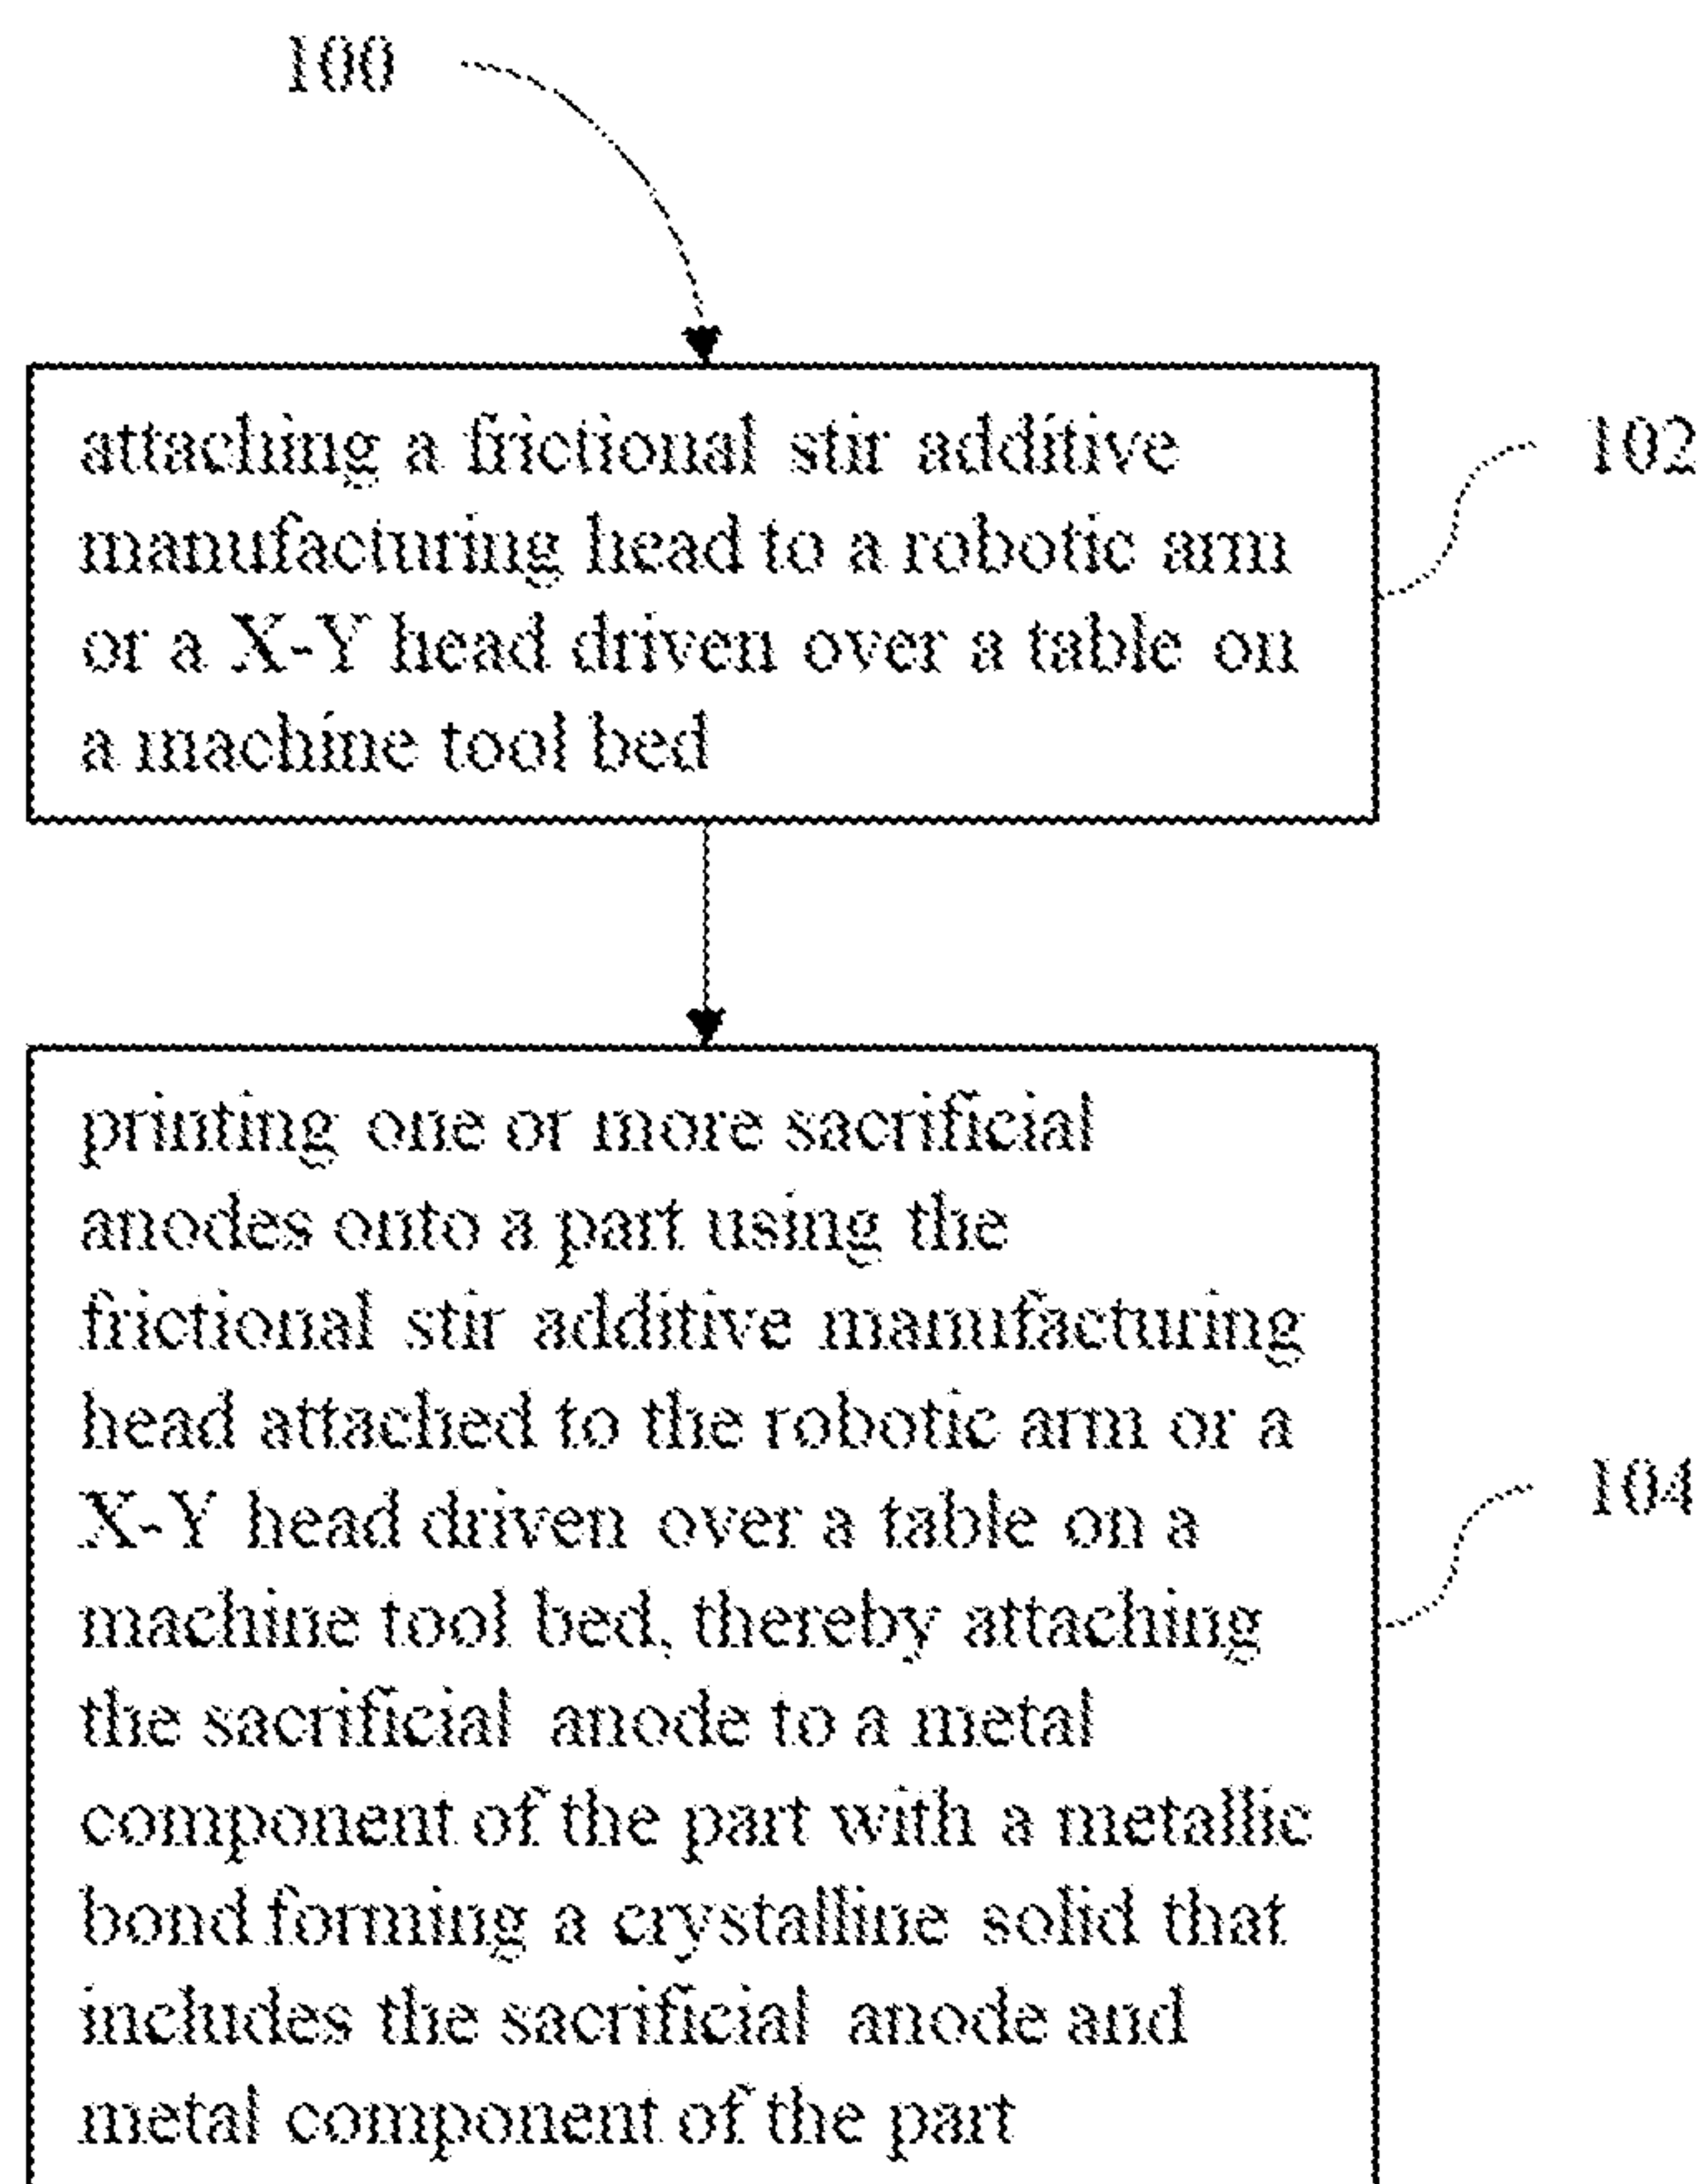 100
attaching a frictional stir additive
102
manufacturing head to a robotic arm
or a X-Y head driven over a table on
a machine tool bed
printing one or more sacrificial
anodes onto a part using the
frictional stir additive manufacturing
head attached to the robotic arm or a
104
X-Y head driven over a table on a
machine tool bed, thereby attaching
the sacrificial anode to a metal
component of the part with a metallic
bond forming a crystalline solid that
includes the sacrificial anode and
metal component of the part